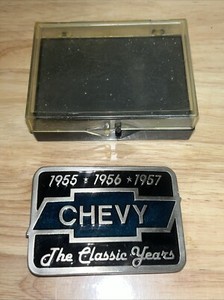 1955 ★ 1956 ★ 1957
CHEVY
The Classic Years